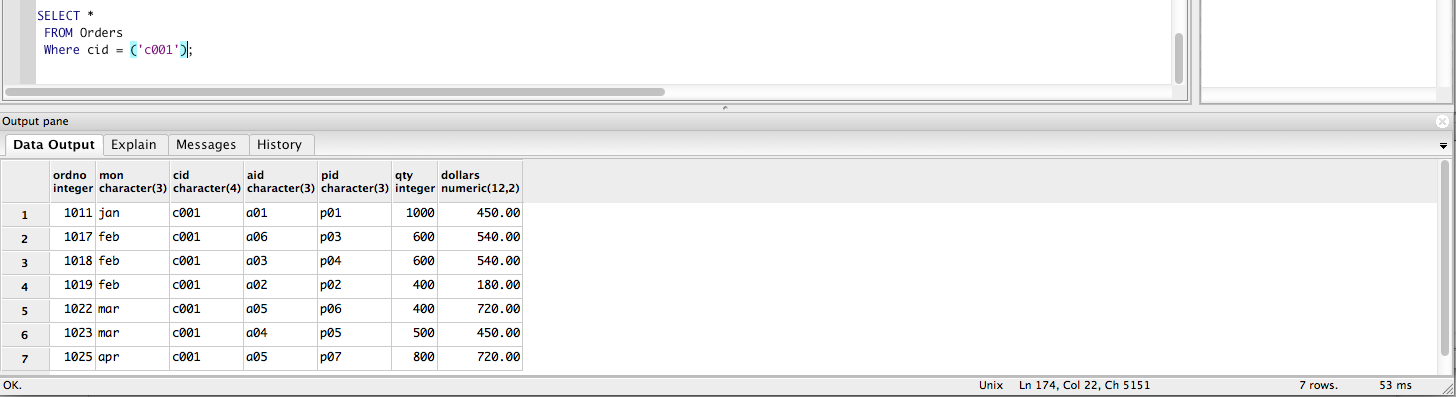 SELECT *
FROM Orders
Where cid = ('c001');
Output pane
Data Output Explain Messages History
ordno mon cid aid pid qty dollars
integer character(3) character(4) character(3) character(3) integer numeric(12,2)
1 1011 jan c001 a01 p01 1000 450.00
2 1017 feb c001 a06 p03 600 540.00
3 1018 feb c001 a03 p04 600 540.00
4 1019 feb c001 a02 p02 400 180.00
5 1022 mar c001 a05 p06 400 720.00
6 1023 mar c001 a04 p05 500 450.00
7 1025 apr c001 a05 p07 800 720.00
OK. Unix Ln 174, Col 22, Ch 5151 7 rows. 53 ms